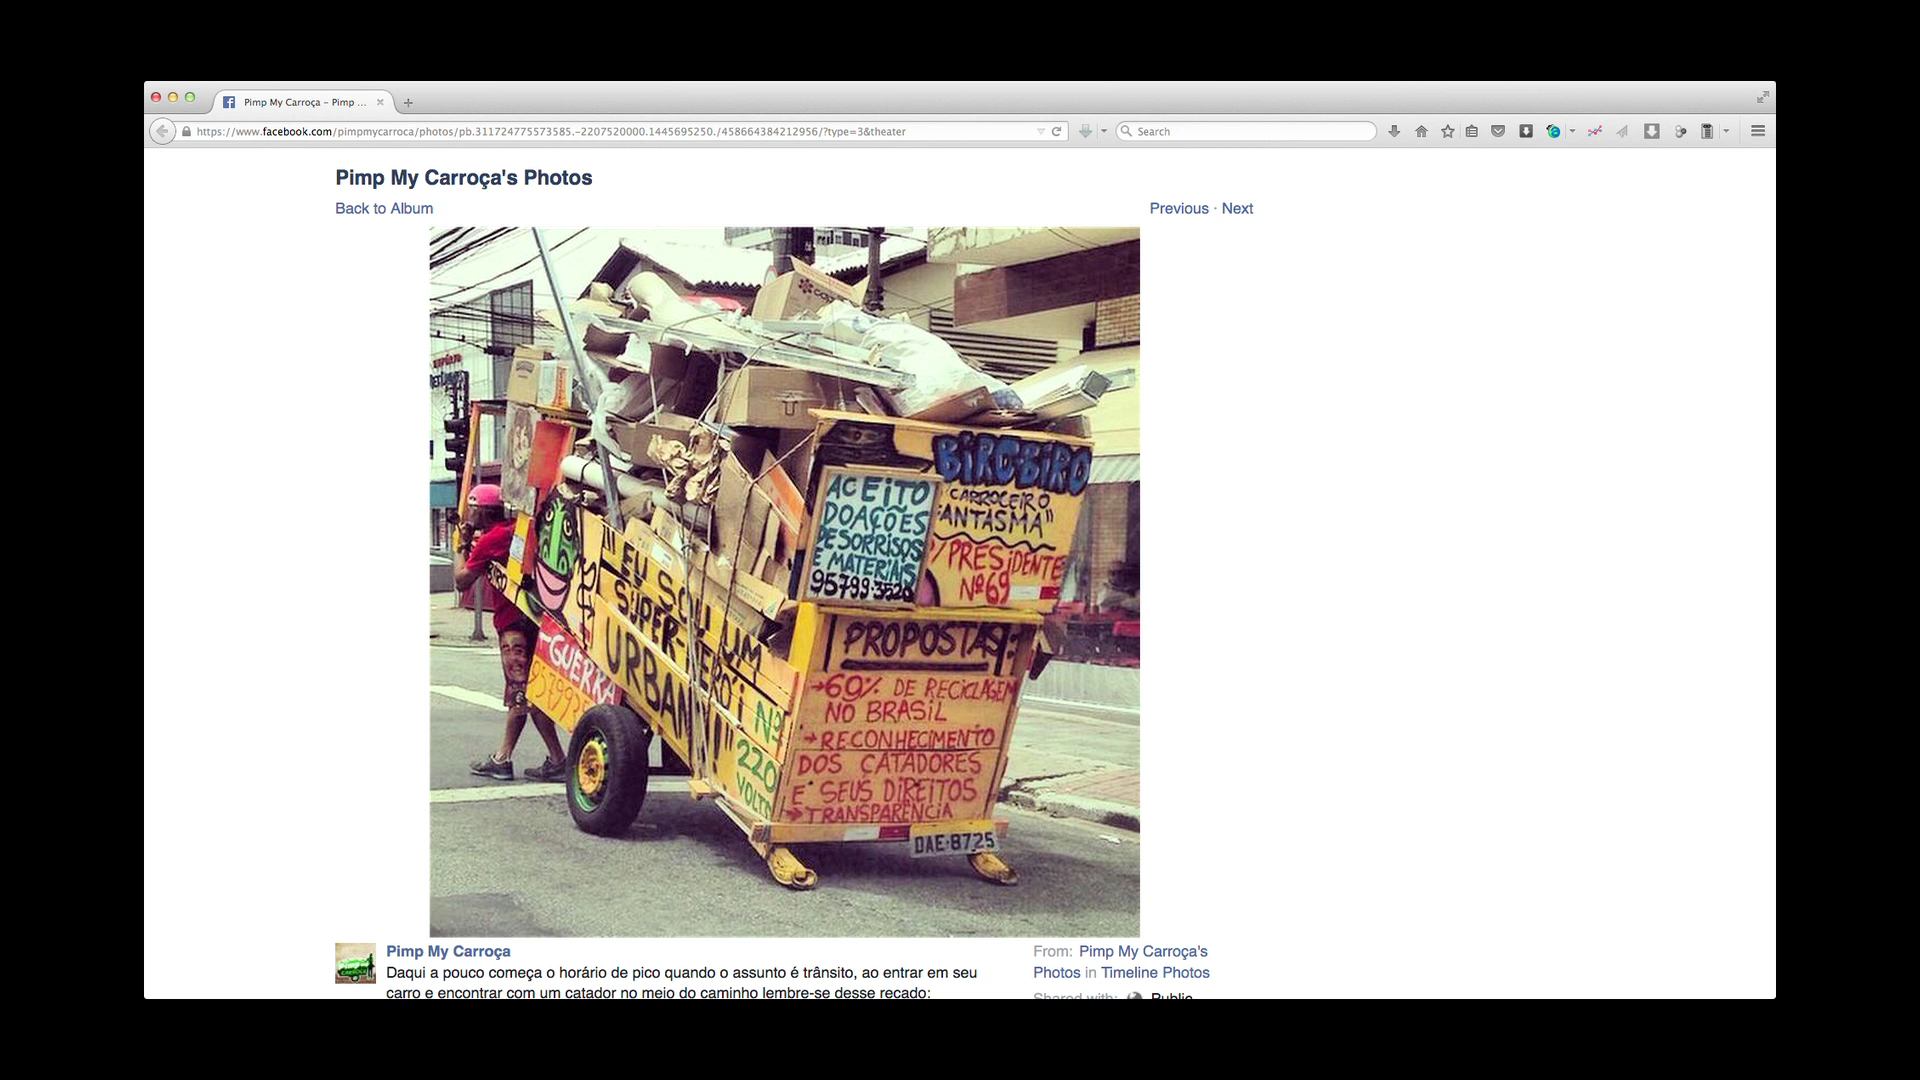 Pimp My Carroça – Pimp ...
https://www.facebook.com/pimpmycarroca/photos/pb.311724775573585.-2207520000.1445695250./458664384212956/?type=3&theater
Search
Pimp My Carroça's Photos
Back to Album
Previous · Next
BIRO-BIRO
CARROCEIRO
FANTASMA"
P/PRESIDENTE
Nº69
ACEITO
DOAÇÕES
DE SORRISOS
E MATERIAIS
95799-3520
"EU SOU UM
SUPER-HERÓI
URBANO!"
Nº
220
VOLTS
GUERRA
PROPOSTAS:
→69% DE RECICLAGEM
NO BRASIL
→RECONHECIMENTO
DOS CATADORES
E SEUS DIREITOS
→TRANSPARÊNCIA
DAE-8725
Pimp My Carroça
Daqui a pouco começa o horário de pico quando o assunto é trânsito, ao entrar em seu
carro e encontrar com um catador no meio do caminho lembre-se desse recado:
From: Pimp My Carroça's
Photos in Timeline Photos
Shared with: Public